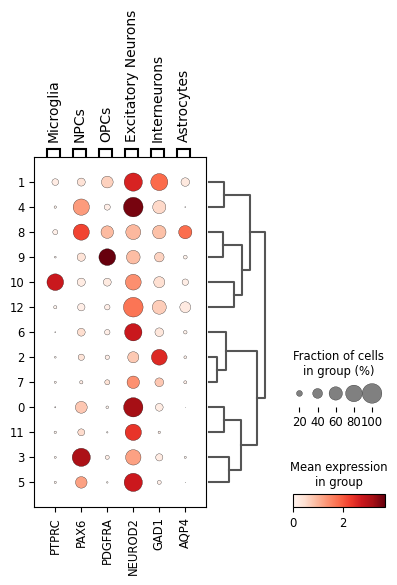 Microglia
NPCs
OPCs
Excitatory Neurons
Interneurons
Astrocytes
1
4
8
9
10
12
6
2
7
0
11
3
5
PTPRC
PAX6
PDGFRA
NEUROD2
GAD1
AQP4
Fraction of cells
in group (%)
20 40 60 80 100
Mean expression
in group
0 2